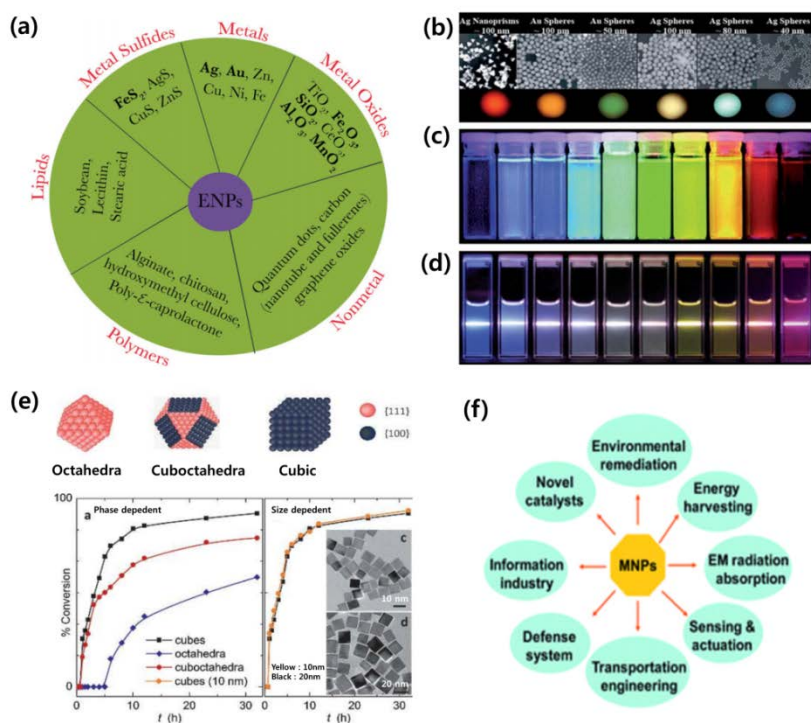 (a)
Metal Sulfides
Metals
Metal Oxides
Nonmetal
Polymers
Lipids
FeS2, AgS,
CuS, ZnS
Ag, Au, Zn,
Cu, Ni, Fe
TiO2, Fe2O3,
SiO2, CeO2,
Al2O3, MnO2
Soybean,
Lecithin,
Stearic acid
ENPs
Quantum dots, carbon
(nanotube and fullerencs)
graphene oxides
Alginate, chitosan,
hydroxymethyl cellulose,
Poly-ε-caprolactone
(b)
Ag Nanoprisms Au Spheres Au Spheres Ag Spheres Ag Spheres Ag Spheres
~ 100 nm ~100 nm ~ 50 nm ~ 100 nm ~ 80 nm ~ 40 nm
(c)
(d)
(e)
Octahedra
Cuboctahedra
Cubic
{111}
{100}
100
% Conversion
0
a Phase depedent
cubes
octahedra
cuboctahedra
cubes (10 nm)
0 10 20 30
t (h)
Size depedent
c
10 nm
d
20 nm
Yellow : 10nm
Black : 20nm
0 10 20 30
t (h)
(f)
Environmental
remediation
Novel
catalysts
Energy
harvesting
Information
industry
MNPs
EM radiation
absorption
Defense
system
Sensing &
actuation
Transportation
engineering